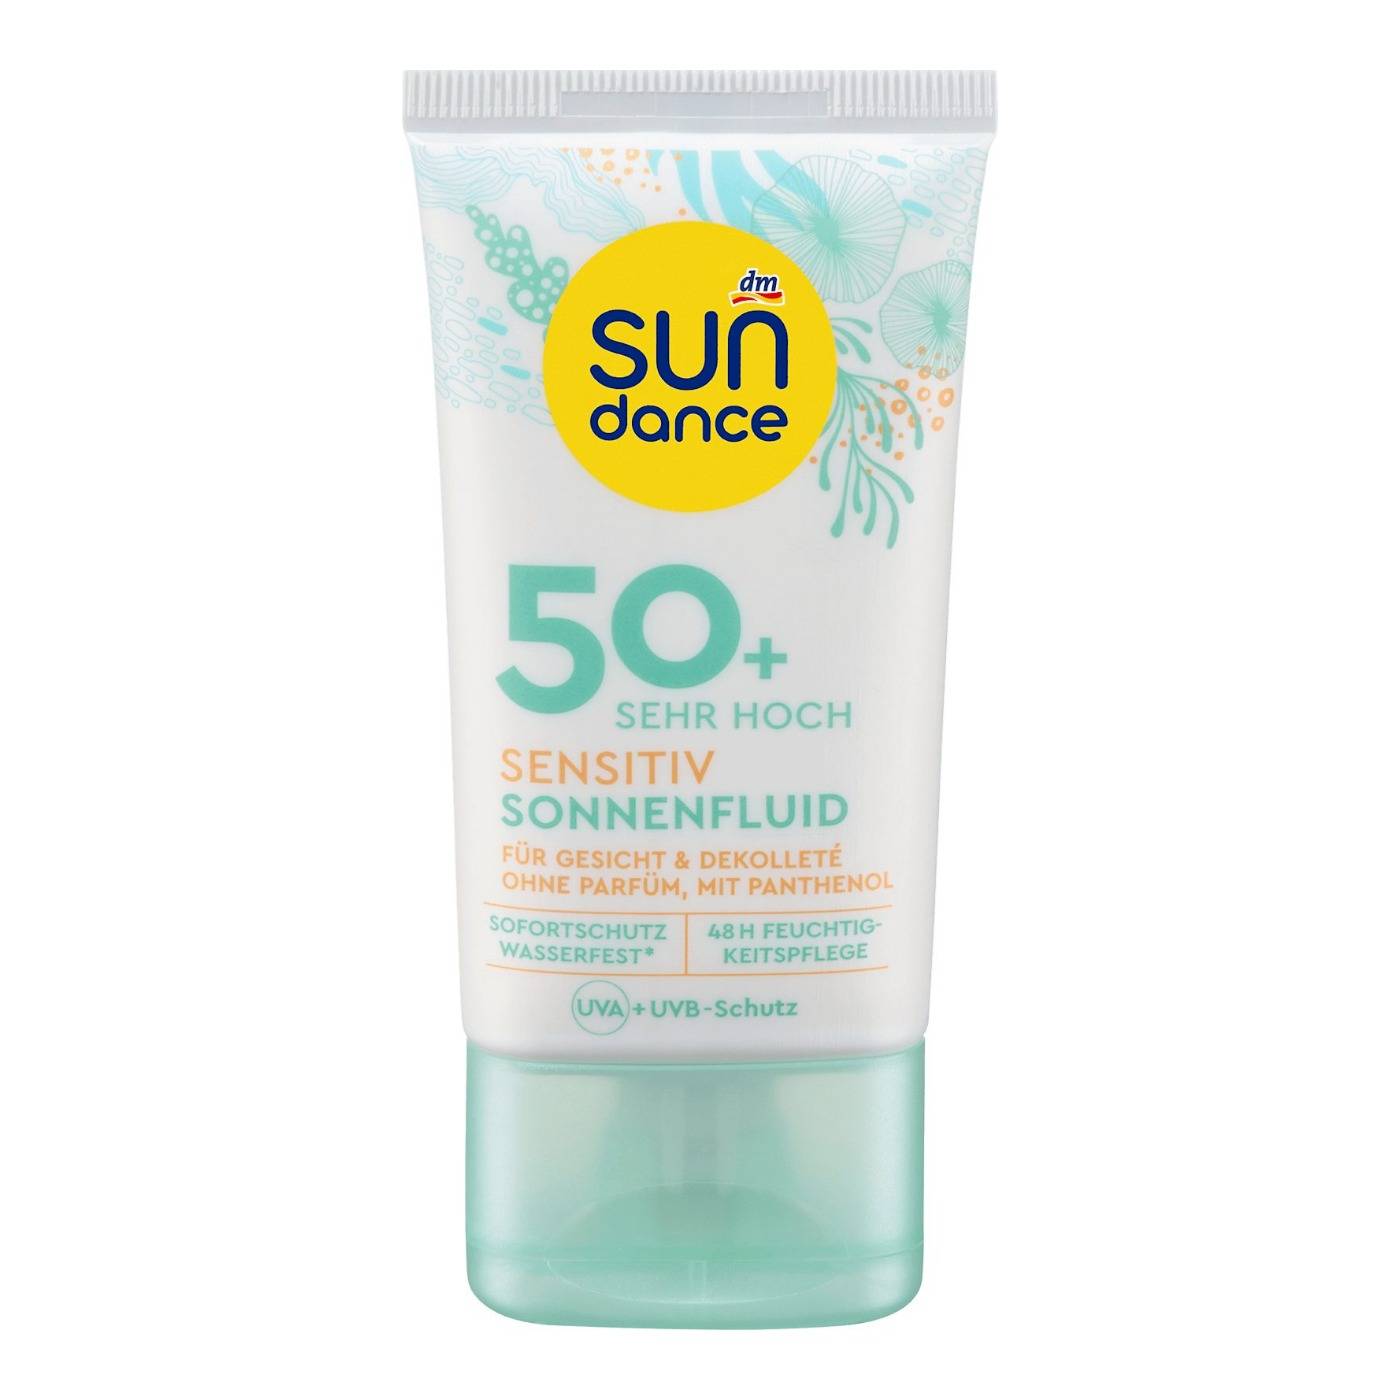 dm
sun
dance
50+
SEHR HOCH
SENSITIV
SONNENFLUID
FÜR GESICHT & DEKOLLETÉ
OHNE PARFÜM, MIT PANTHENOL
SOFORTSCHUTZ
WASSERFEST*
48 H FEUCHTIG-
KEITSPFLEGE
UVA + UVB-Schutz